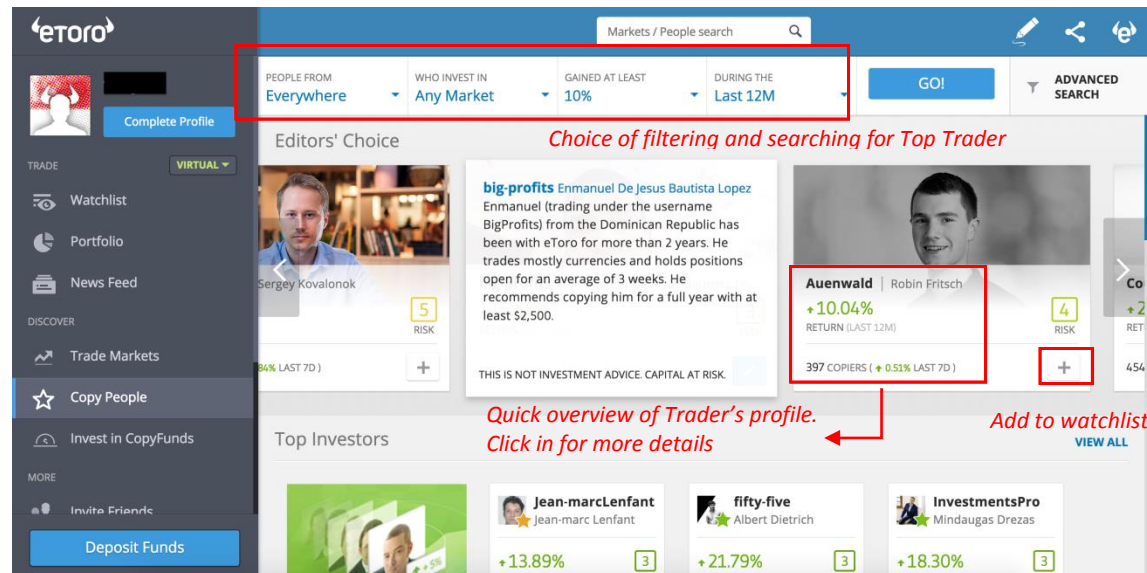 eToro
Markets / People search
e
Complete Profile
TRADE
VIRTUAL
Watchlist
Portfolio
News Feed
DISCOVER
Trade Markets
Copy People
Invest in CopyFunds
MORE
Invite Friends
Deposit Funds
PEOPLE FROM
Everywhere
WHO INVEST IN
Any Market
GAINED AT LEAST
10%
DURING THE
Last 12M
GO!
ADVANCED
SEARCH
Editors' Choice
Choice of filtering and searching for Top Trader
Sergey Kovalonok
5
RISK
84% LAST 7D )
+
big-profits Enmanuel De Jesus Bautista Lopez
Enmanuel (trading under the username
BigProfits) from the Dominican Republic has
been with eToro for more than 2 years. He
trades mostly currencies and holds positions
open for an average of 3 weeks. He
recommends copying him for a full year with at
least $2,500.
THIS IS NOT INVESTMENT ADVICE. CAPITAL AT RISK.
Auenwald | Robin Fritsch
+10.04%
RETURN (LAST 12M)
4
RISK
397 COPIERS ( + 0.51% LAST 7D )
+
Co
+2
RET
454
Quick overview of Trader's profile.
Click in for more details
Add to watchlist
Top Investors
VIEW ALL
+5%
Jean-marcLenfant
Jean-marc Lenfant
+13.89%
3
fifty-five
Albert Dietrich
+21.79%
3
InvestmentsPro
Mindaugas Drezas
+18.30%
3